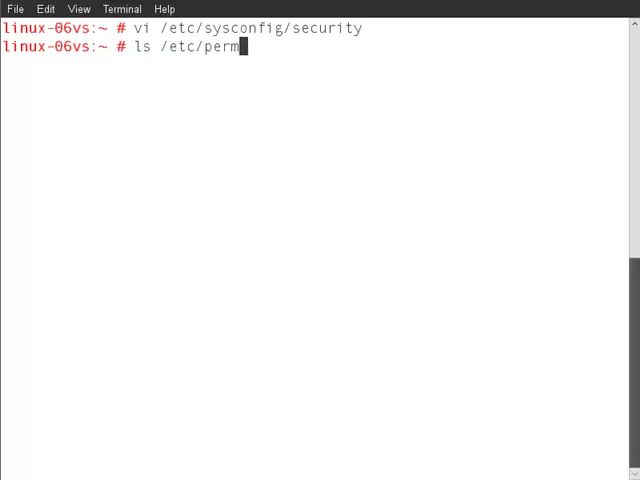 File Edit View Terminal Help
linux-06vs:~ # vi /etc/sysconfig/security
linux-06vs:~ # ls /etc/perm